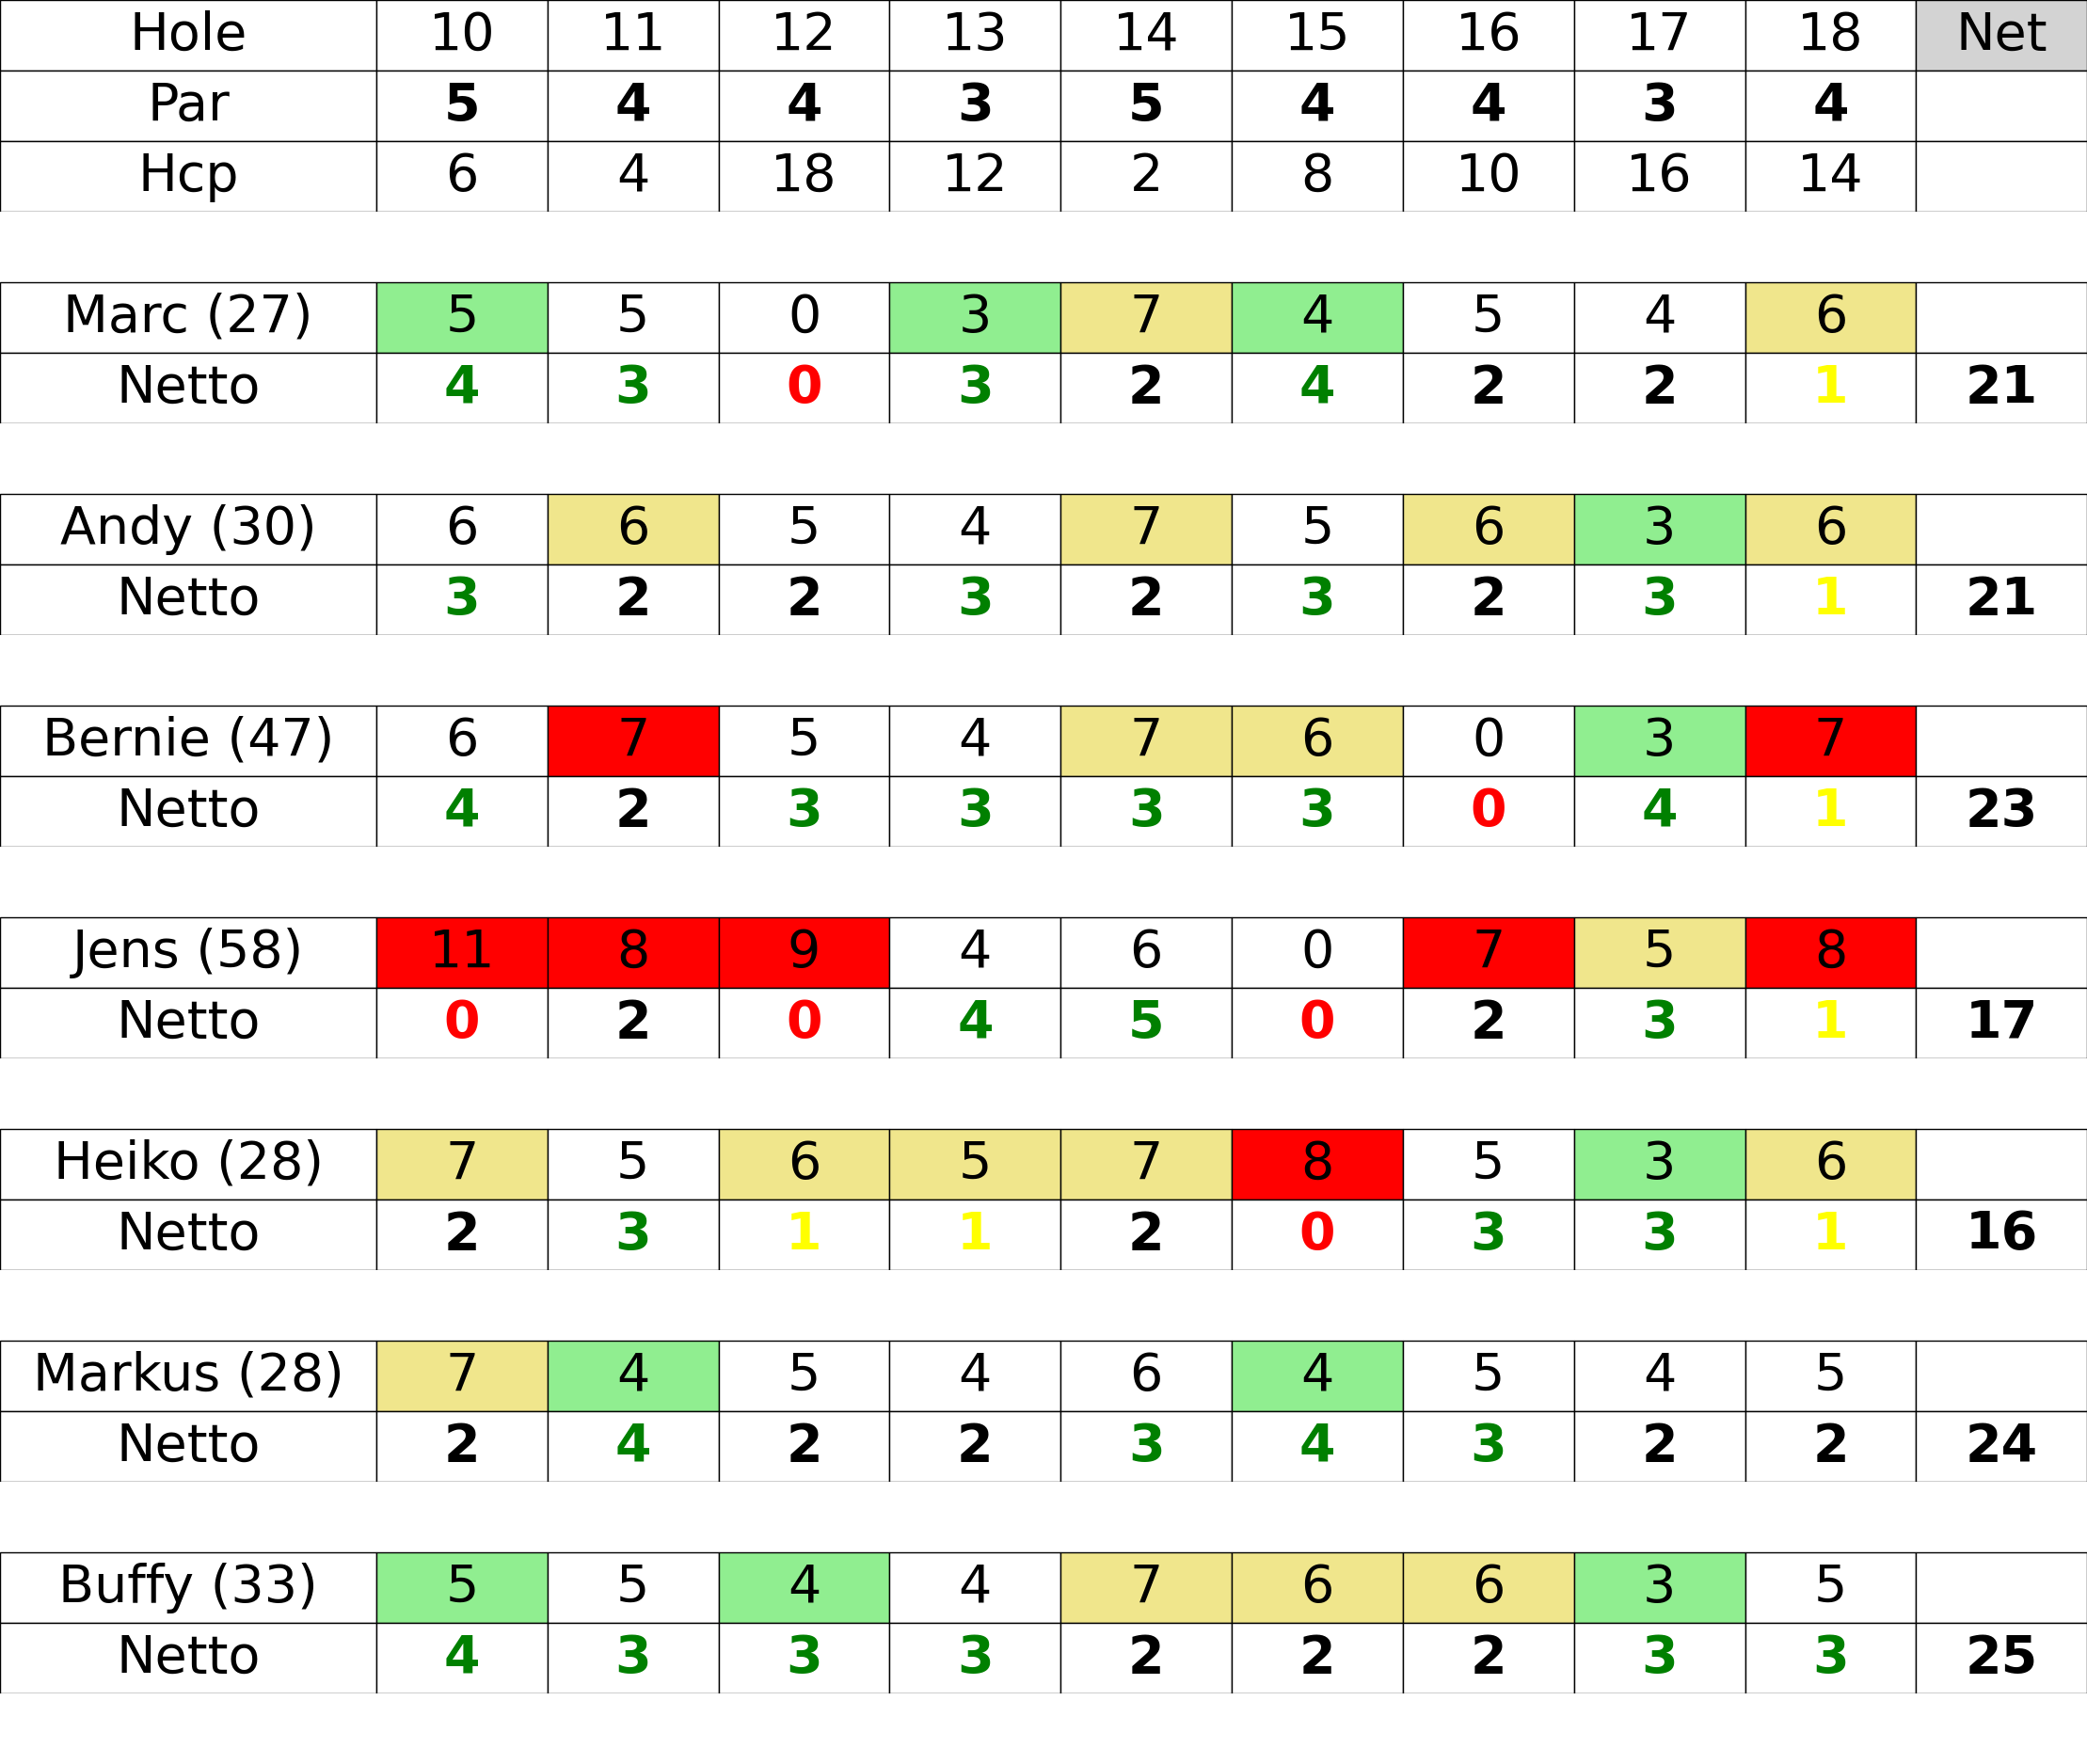 Hole 10 11 12 13 14 15 16 17 18 Net
Par 5 4 4 3 5 4 4 3 4
Hcp 6 4 18 12 2 8 10 16 14
Marc (27) 5 5 0 3 7 4 5 4 6
Netto 4 3 0 3 2 4 2 2 1 21
Andy (30) 6 6 5 4 7 5 6 3 6
Netto 3 2 2 3 2 3 2 3 1 21
Bernie (47) 6 7 5 4 7 6 0 3 7
Netto 4 2 3 3 3 3 0 4 1 23
Jens (58) 11 8 9 4 6 0 7 5 8
Netto 0 2 0 4 5 0 2 3 1 17
Heiko (28) 7 5 6 5 7 8 5 3 6
Netto 2 3 1 1 2 0 3 3 1 16
Markus (28) 7 4 5 4 6 4 5 4 5
Netto 2 4 2 2 3 4 3 2 2 24
Buffy (33) 5 5 4 4 7 6 6 3 5
Netto 4 3 3 3 2 2 2 3 3 25